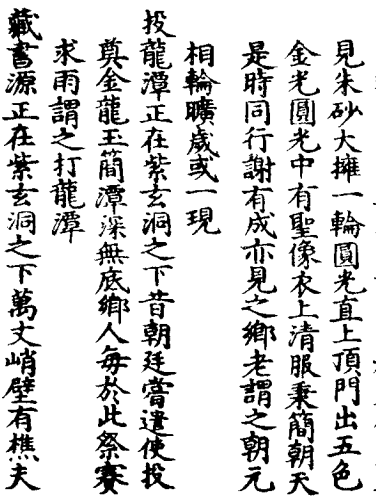 見朱砂大擁一輪圓光直上頂門出五色
金光圓光中有聖像衣上清服秉簡朝天
是時同行謝有成亦見之鄉老謂之朝元
相輪曠歲或一現
投龍潭正在紫玄洞之下昔朝廷嘗遣使投
奠金龍玉簡潭深無底鄉人每於此祭賽
求雨謂之打龍潭
藏書源正在紫玄洞之下萬丈峭壁有樵夫